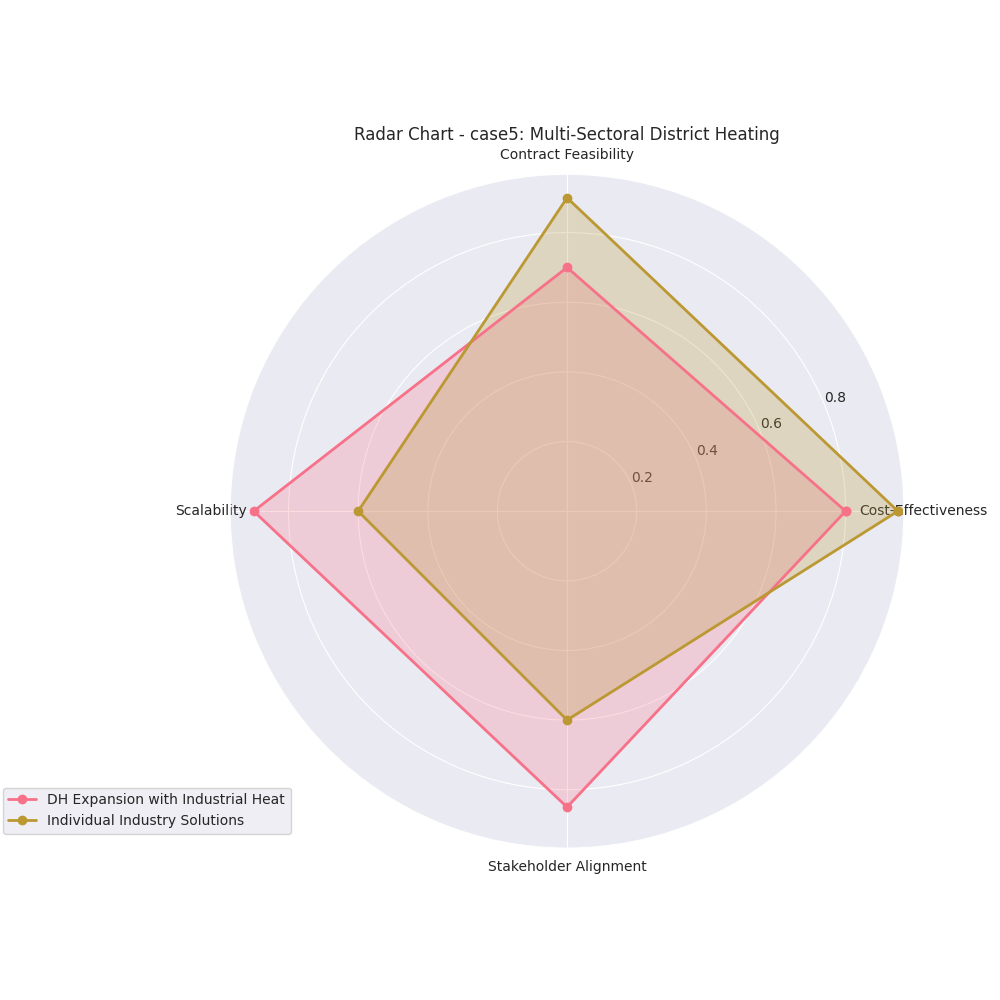 Radar Chart - case5: Multi-Sectoral District Heating
Contract Feasibility
0.8
0.6
0.4
0.2
Scalability
Cost-Effectiveness
Stakeholder Alignment
DH Expansion with Industrial Heat
Individual Industry Solutions